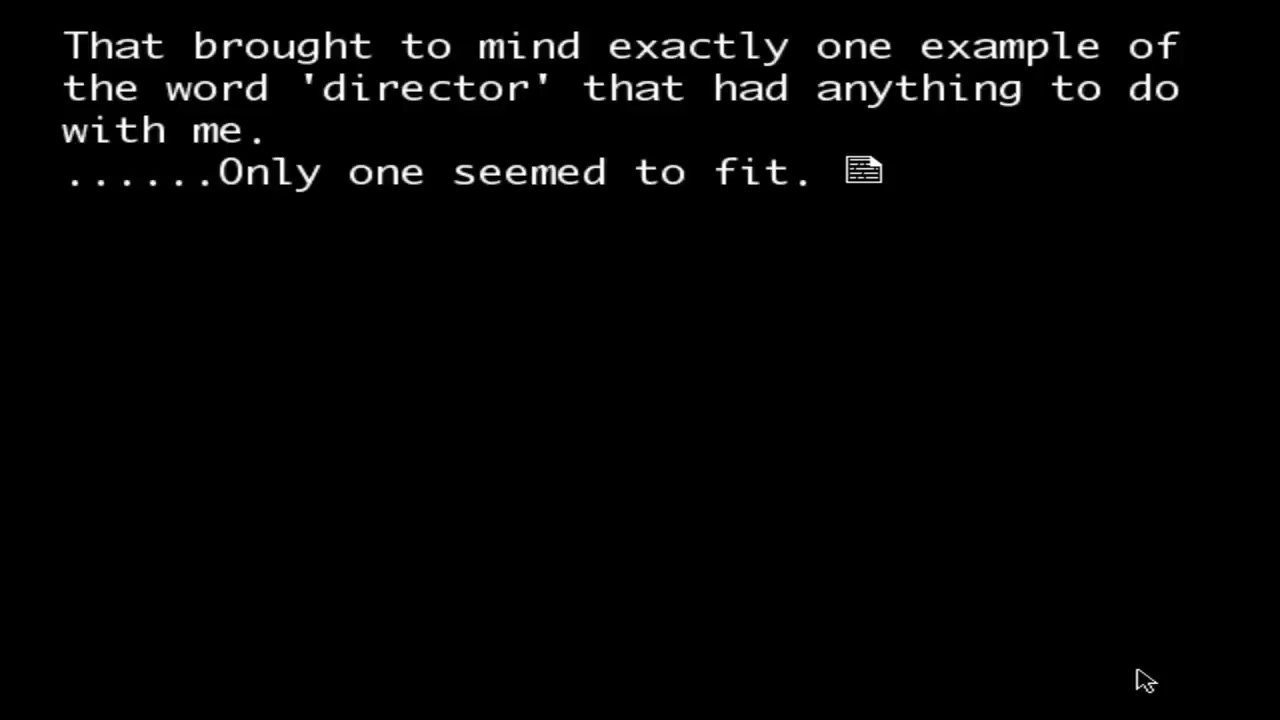 That brought to mind exactly one example of
the word 'director' that had anything to do
with me.
......Only one seemed to fit.